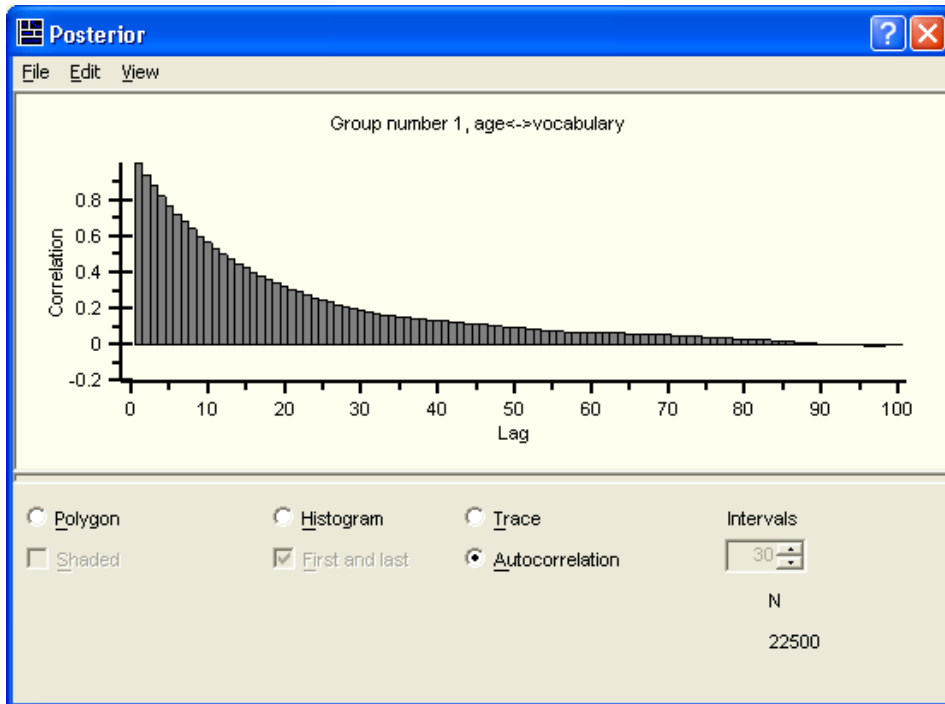 Posterior
File Edit View
Group number 1, age<->vocabulary
Correlation
0.8
0.6
0.4
0.2
0
-0.2
0 10 20 30 40 50 60 70 80 90 100
Lag
Polygon Histogram Trace Intervals
Shaded First and last Autocorrelation 30
N
22500